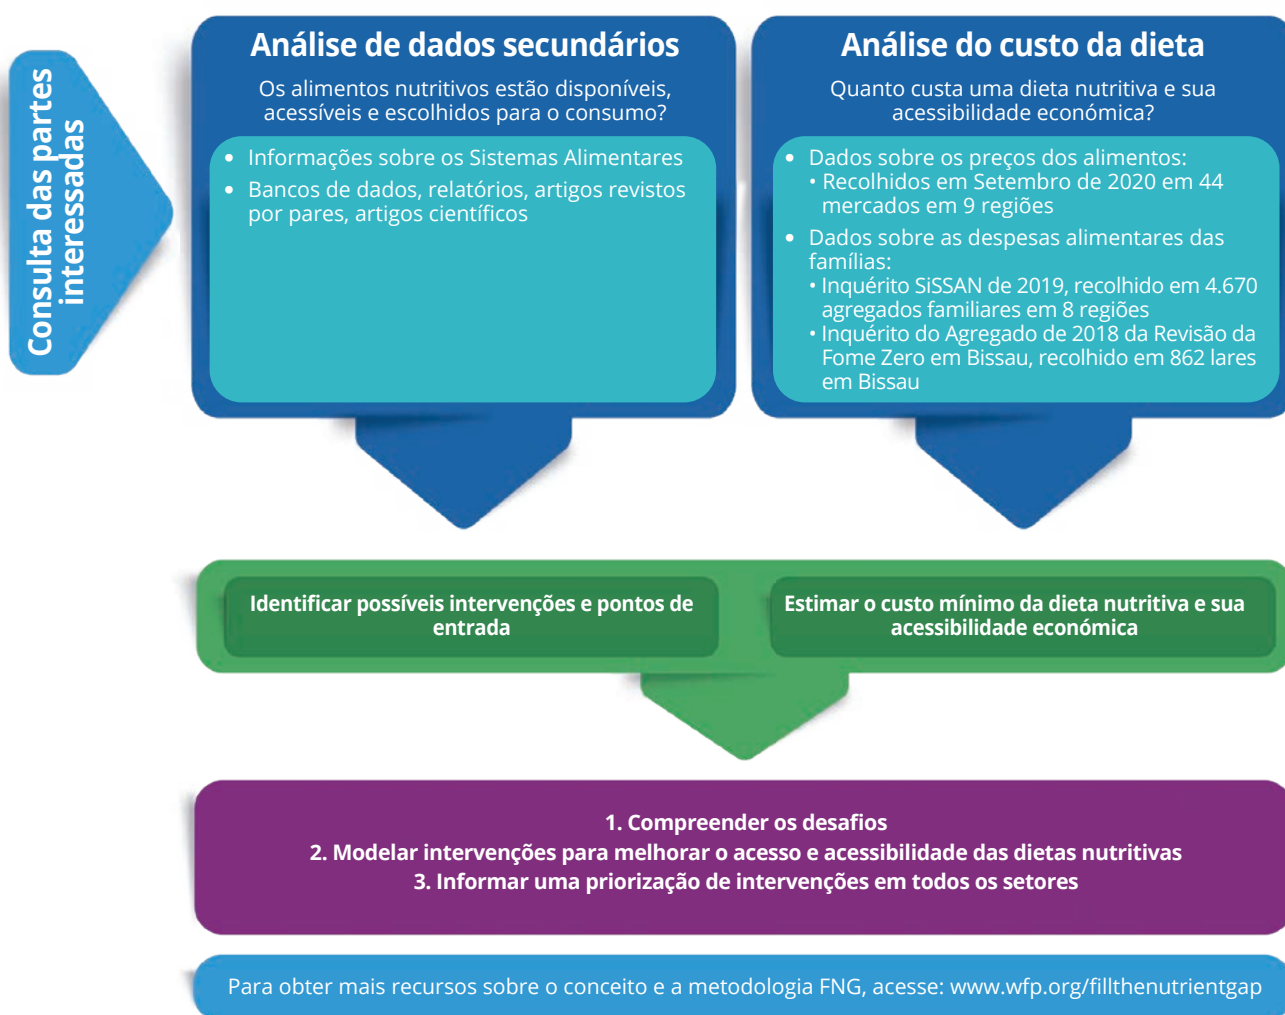 Consulta das partes
interessadas
Análise de dados secundários
Os alimentos nutritivos estão disponíveis,
acessíveis e escolhidos para o consumo?
• Informações sobre os Sistemas Alimentares
• Bancos de dados, relatórios, artigos revistos
por pares, artigos científicos
Análise do custo da dieta
Quanto custa uma dieta nutritiva e sua
acessibilidade económica?
• Dados sobre os preços dos alimentos:
• Recolhidos em Setembro de 2020 em 44
mercados em 9 regiões
• Dados sobre as despesas alimentares das
famílias:
• Inquérito SiSSAN de 2019, recolhido em 4.670
agregados familiares em 8 regiões
• Inquérito do Agregado de 2018 da Revisão da
Fome Zero em Bissau, recolhido em 862 lares
em Bissau
Identificar possíveis intervenções e pontos de
entrada
Estimar o custo mínimo da dieta nutritiva e sua
acessibilidade económica
1. Compreender os desafios
2. Modelar intervenções para melhorar o acesso e acessibilidade das dietas nutritivas
3. Informar uma priorização de intervenções em todos os setores
Para obter mais recursos sobre o conceito e a metodologia FNG, acesse: www.wfp.org/fillthenutrientgap